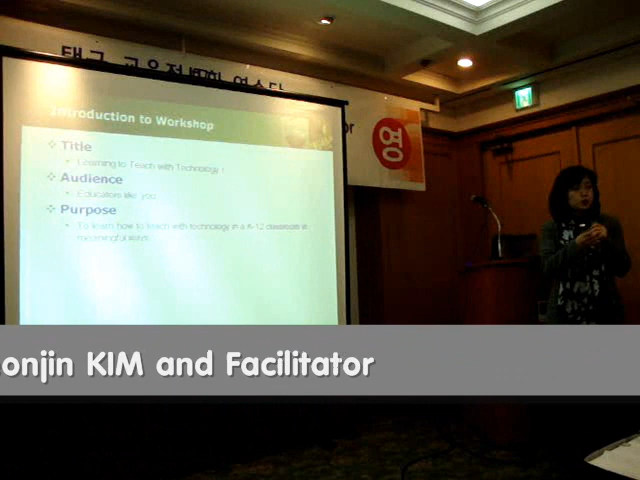 Introduction to Workshop
Title
Learning to Teach with Technology I
Audience
Educators like you
Purpose
To learn how to teach with technology in a K-12 classroom in
meaningful ways
영
onjin KIM and Facilitator